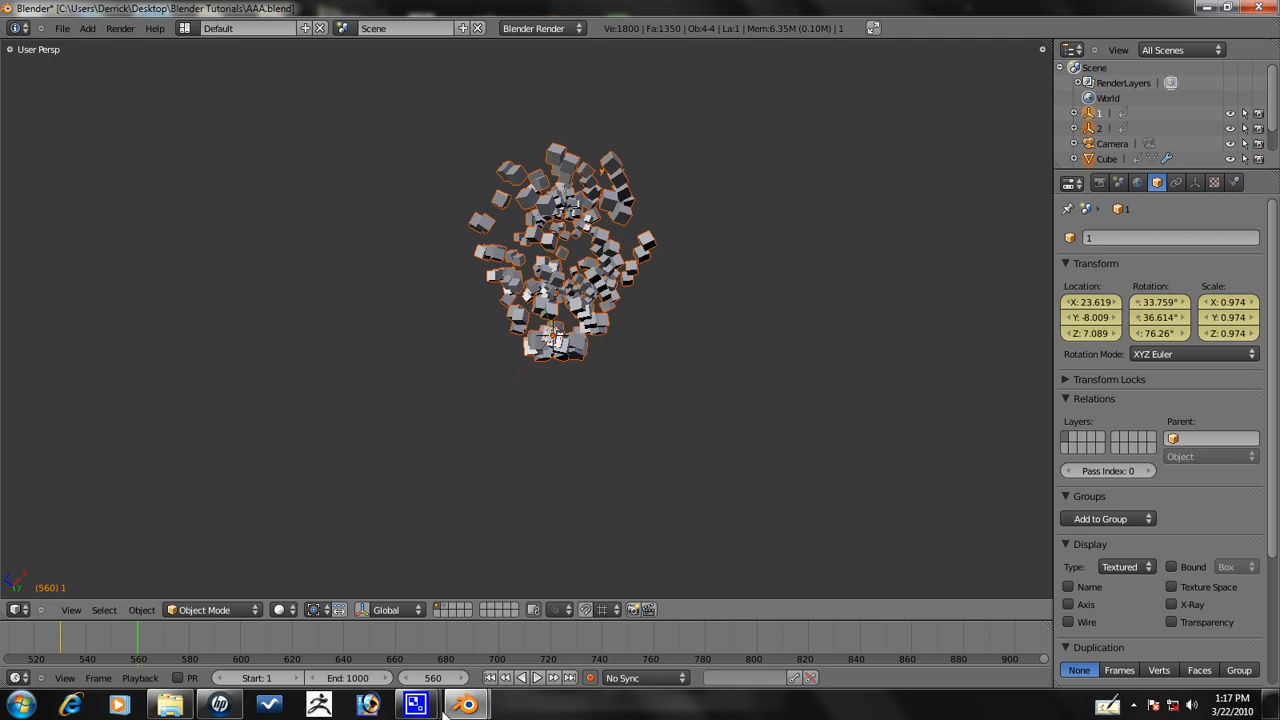 Blender* [C:\Users\Derrick\Desktop\Blender Tutorials\AAA.blend]
File Add Render Help Default Scene Blender Render Ve:1800 | Fa:1350 | Ob:4-4 | La:1 | Mem:6.35M (0.10M) | 1
User Persp
View All Scenes
Scene
RenderLayers
World
1
2
Camera
Cube
1
1
Transform
Location: Rotation: Scale:
X: 23.619 : 33.759° X: 0.974
Y: -8.009 : 36.614° Y: 0.974
Z: 7.089 : 76.26° Z: 0.974
Rotation Mode: XYZ Euler
Transform Locks
Relations
Layers: Parent:
Object
Pass Index: 0
Groups
Add to Group
Display
Type: Textured Bound Box
Name Texture Space
Axis X-Ray
Wire Transparency
Duplication
None Frames Verts Faces Group
(560) 1
View Select Object Object Mode Global
520 540 560 580 600 620 640 660 680 700 720 740 760 780 800 820 840 860 880 900
View Frame Playback PR Start: 1 End: 1000 560 No Sync
1:17 PM
3/22/2010